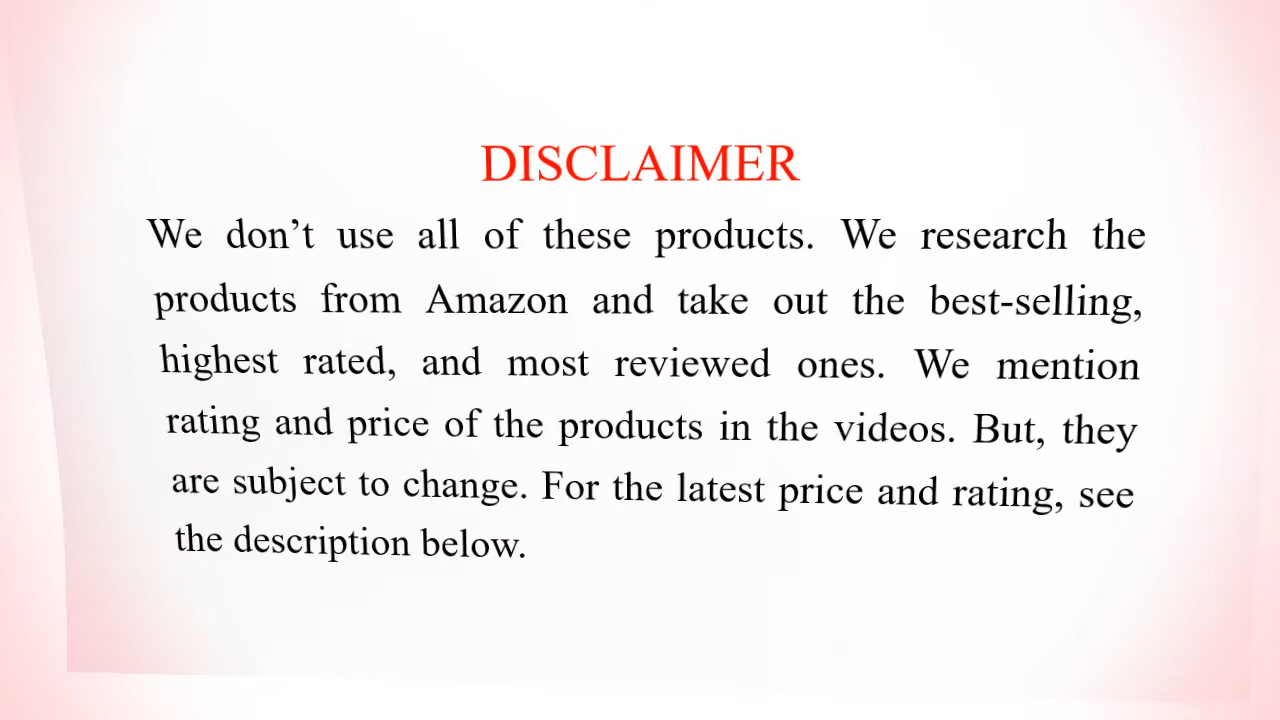 DISCLAIMER
We don’t use all of these products. We research the
products from Amazon and take out the best-selling,
highest rated, and most reviewed ones. We mention
rating and price of the products in the videos. But, they
are subject to change. For the latest price and rating, see
the description below.